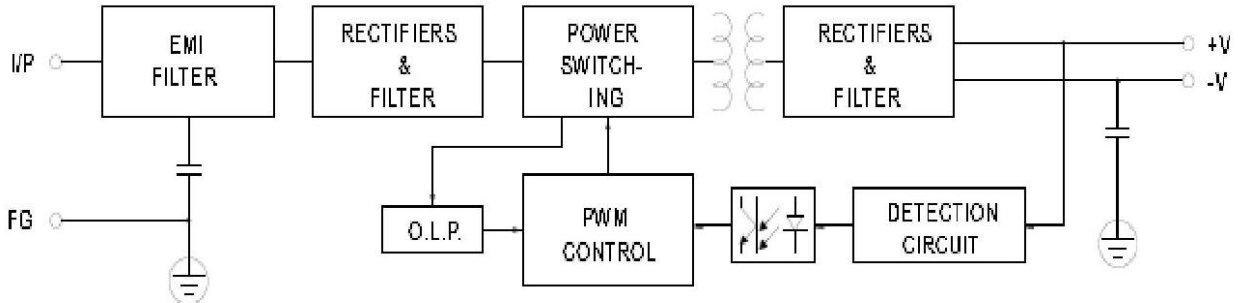 I/P
EMI
FILTER
RECTIFIERS
&
FILTER
POWER
SWITCH-
ING
RECTIFIERS
&
FILTER
+V
-V
FG
O.L.P.
PWM
CONTROL
DETECTION
CIRCUIT